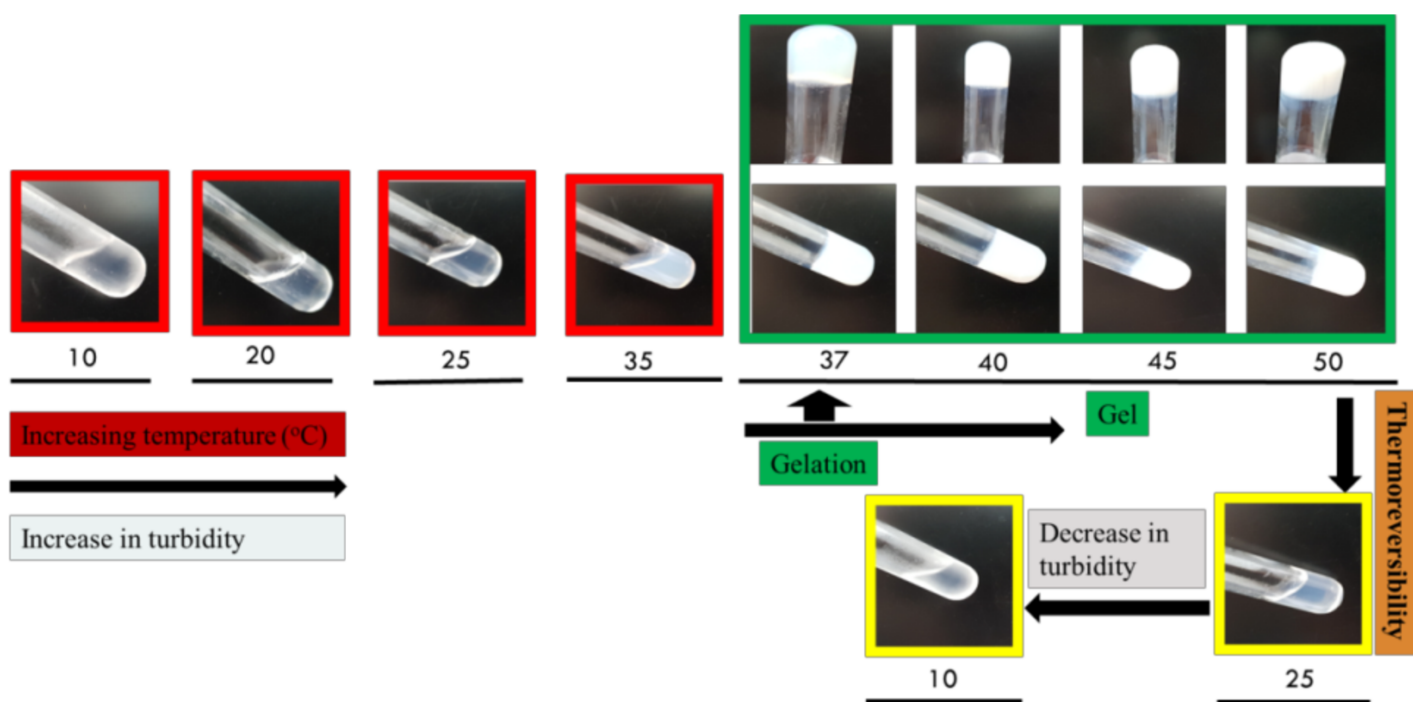 10
20
25
35
37
40
45
50
Increasing temperature (°C)
Increase in turbidity
Gelation
Gel
Thermoreversibility
Decrease in
turbidity
10
25